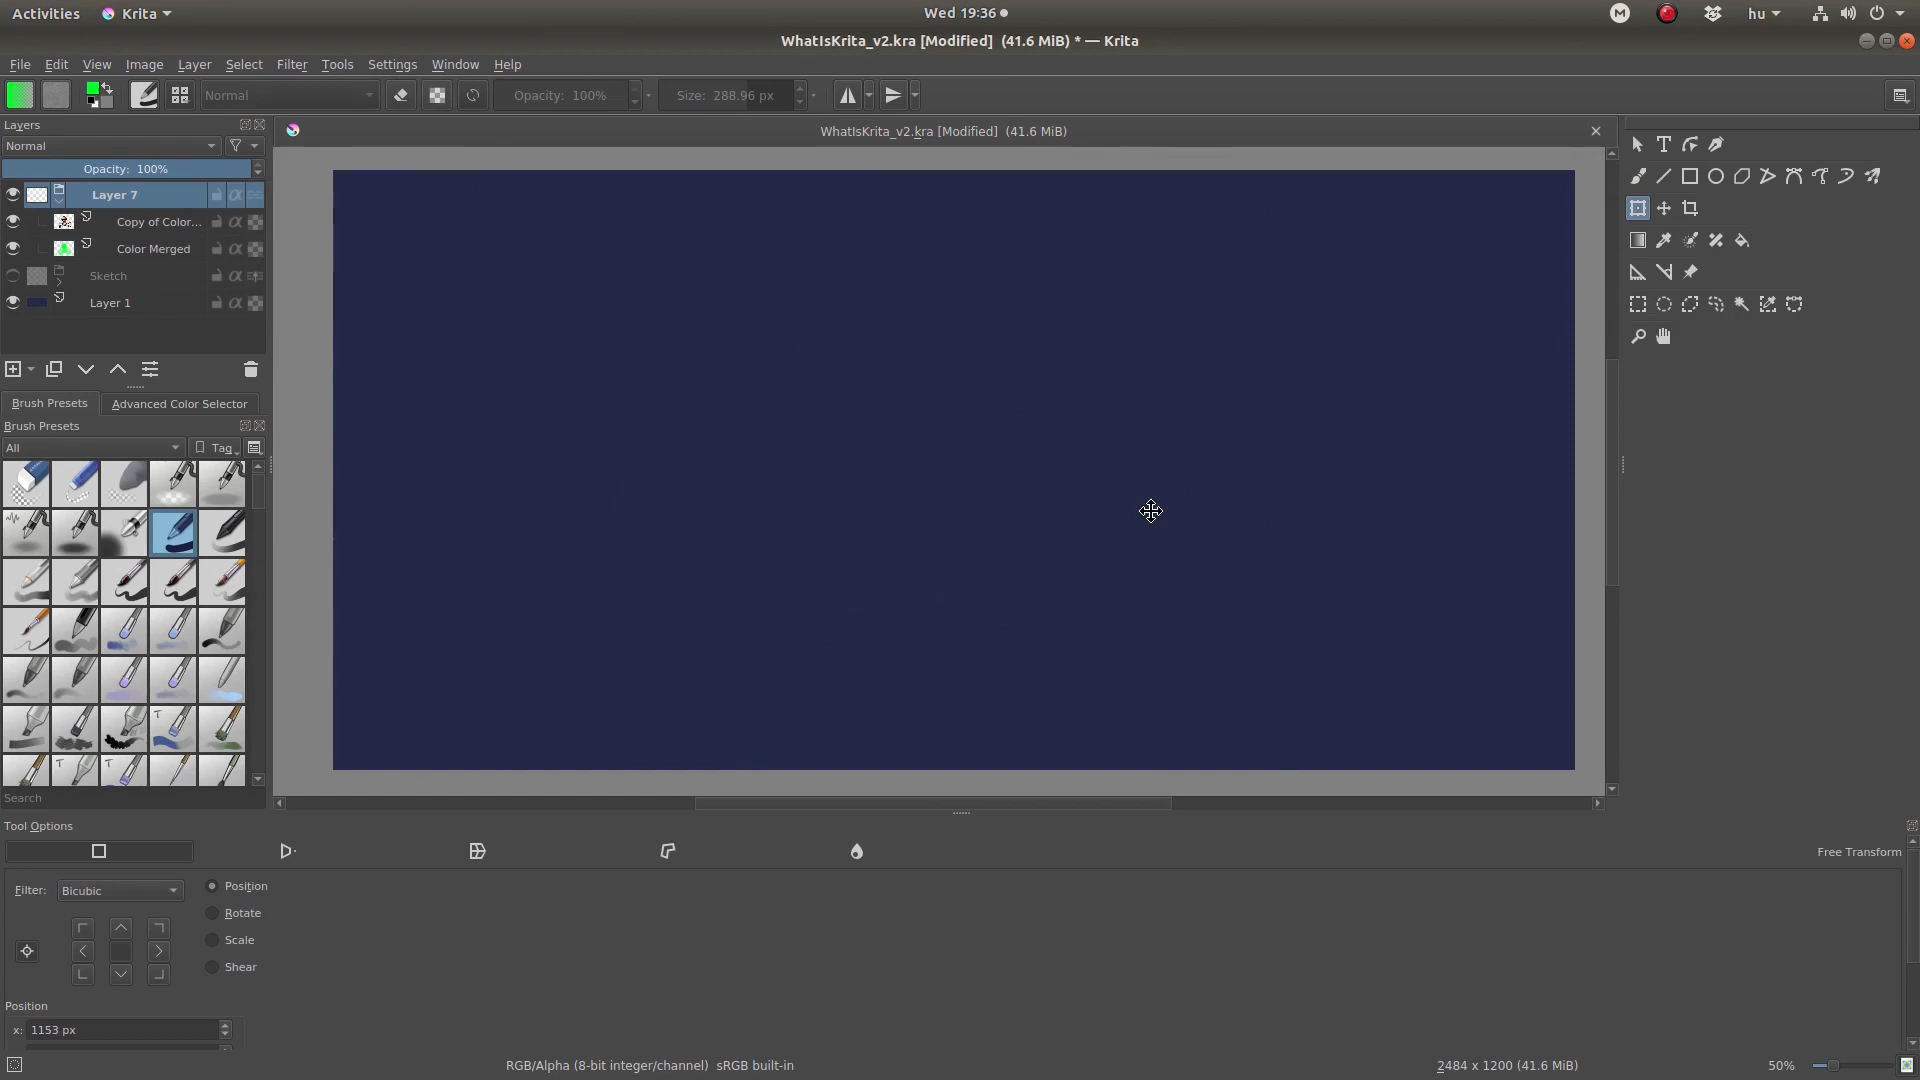 Activities
Krita
Wed 19:36
M
hu
WhatIsKrita_v2.kra [Modified]  (41.6 MiB) * — Krita
File
Edit
View
Image
Layer
Select
Filter
Tools
Settings
Window
Help
Normal
Opacity:  100%
Size:  288.96 px
Layers
WhatIsKrita_v2.kra [Modified]  (41.6 MiB)
Normal
Opacity:  100%
Layer 7
Copy of Color...
Color Merged
Sketch
Layer 1
Brush Presets
Advanced Color Selector
Brush Presets
All
Tag
Search
Tool Options
Free Transform
Filter:
Bicubic
Position
Rotate
Scale
Shear
Position
x:
1153 px
RGB/Alpha (8-bit integer/channel)  sRGB built-in
2484 x 1200 (41.6 MiB)
50%